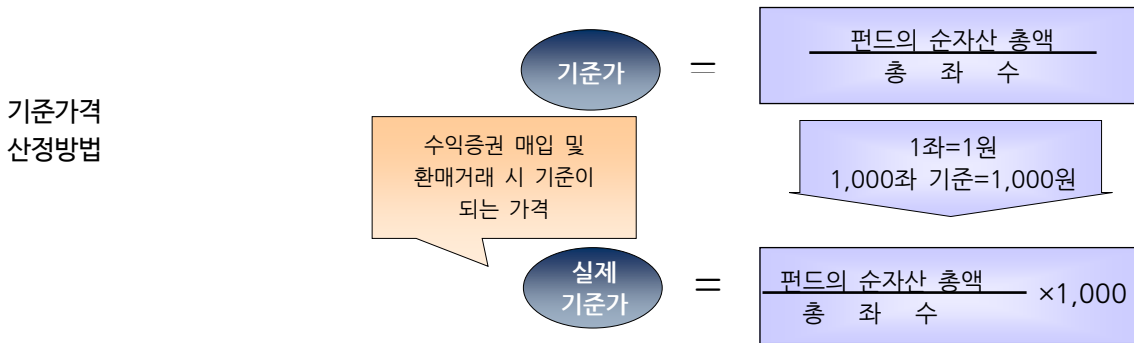 기준가격
산정방법
기준가
=
펀드의 순자산 총액
총 좌 수
수익증권 매입 및
환매거래 시 기준이
되는 가격
1좌=1원
1,000좌 기준=1,000원
실제
기준가
=
펀드의 순자산 총액
총 좌 수
×1,000